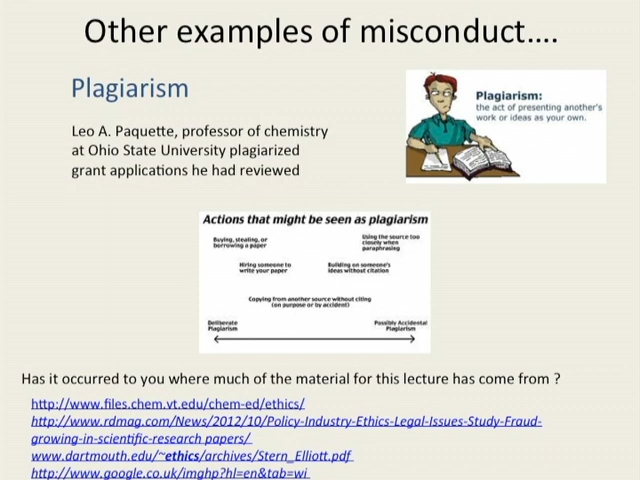 Other examples of misconduct....
Plagiarism
Plagiarism:
the act of presenting another's
work or ideas as your own.
Leo A. Paquette, professor of chemistry
at Ohio State University plagiarized
grant applications he had reviewed
Actions that might be seen as plagiarism
Buying, stealing, or
borrowing a paper
Using the source too
closely when
paraphrasing
Hiring someone to
write your paper
Building on someone's
ideas without citation
Copying from another source without citing
(on purpose or by accident)
Deliberate
Plagiarism
Possibly Accidental
Plagiarism
Has it occurred to you where much of the material for this lecture has come from ?
http://www.files.chem.vt.edu/chem-ed/ethics/
http://www.rdmag.com/News/2012/10/Policy-Industry-Ethics-Legal-Issues-Study-Fraud-
growing-in-scientific-research papers/
www.dartmouth.edu/~ethics/archives/Stern_Elliott.pdf
http://www.google.co.uk/imghp?hl=en&tab=wi